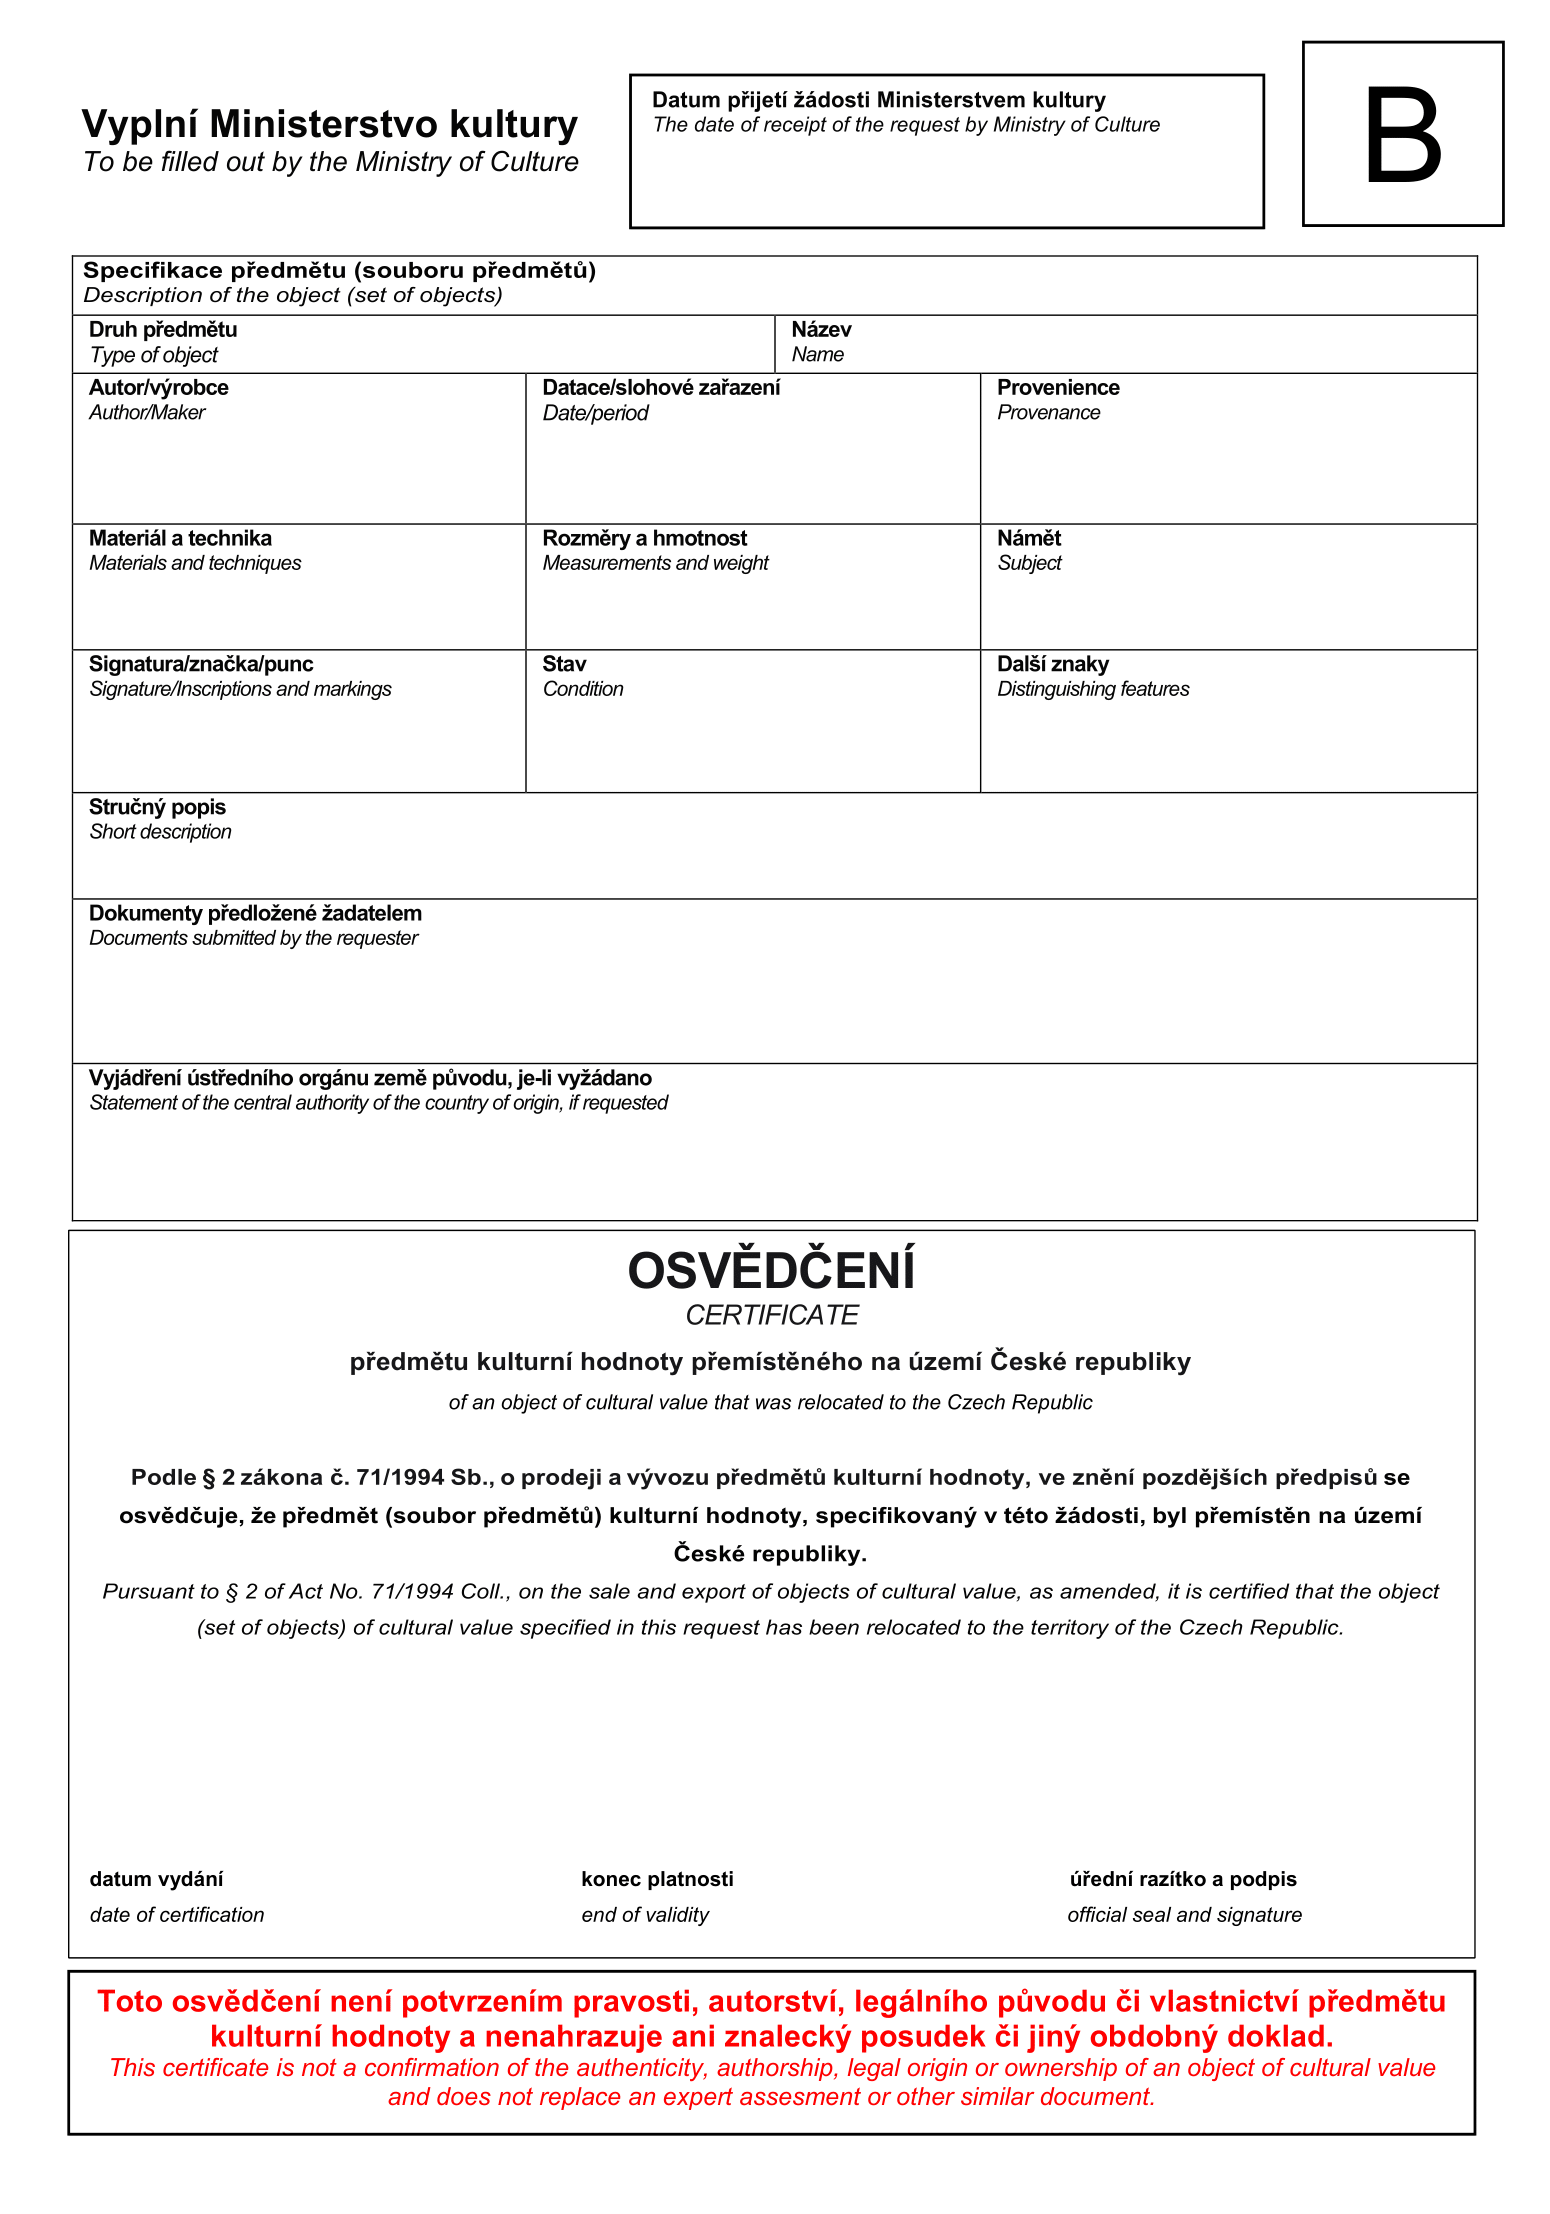 Vyplní Ministerstvo kultury
To be filled out by the Ministry of Culture
Datum přijetí žádosti Ministerstvem kultury
The date of receipt of the request by Ministry of Culture
B
Specifikace předmětu (souboru předmětů)
Description of the object (set of objects)
Druh předmětu
Type of object
Název
Name
Autor/výrobce
Author/Maker
Datace/slohové zařazení
Date/period
Provenience
Provenance
Materiál a technika
Materials and techniques
Rozměry a hmotnost
Measurements and weight
Námět
Subject
Signatura/značka/punc
Signature/Inscriptions and markings
Stav
Condition
Další znaky
Distinguishing features
Stručný popis
Short description
Dokumenty předložené žadatelem
Documents submitted by the requester
Vyjádření ústředního orgánu země původu, je-li vyžádano
Statement of the central authority of the country of origin, if requested
OSVĚDČENÍ
CERTIFICATE
předmětu kulturní hodnoty přemístěného na území České republiky
of an object of cultural value that was relocated to the Czech Republic
Podle § 2 zákona č. 71/1994 Sb., o prodeji a vývozu předmětů kulturní hodnoty, ve znění pozdějších předpisů se
osvědčuje, že předmět (soubor předmětů) kulturní hodnoty, specifikovaný v této žádosti, byl přemístěn na území
České republiky.
Pursuant to § 2 of Act No. 71/1994 Coll., on the sale and export of objects of cultural value, as amended, it is certified that the object
(set of objects) of cultural value specified in this request has been relocated to the territory of the Czech Republic.
datum vydání
date of certification
konec platnosti
end of validity
úřední razítko a podpis
official seal and signature
Toto osvědčení není potvrzením pravosti, autorství, legálního původu či vlastnictví předmětu
kulturní hodnoty a nenahrazuje ani znalecký posudek či jiný obdobný doklad.
This certificate is not a confirmation of the authenticity, authorship, legal origin or ownership of an object of cultural value
and does not replace an expert assesment or other similar document.